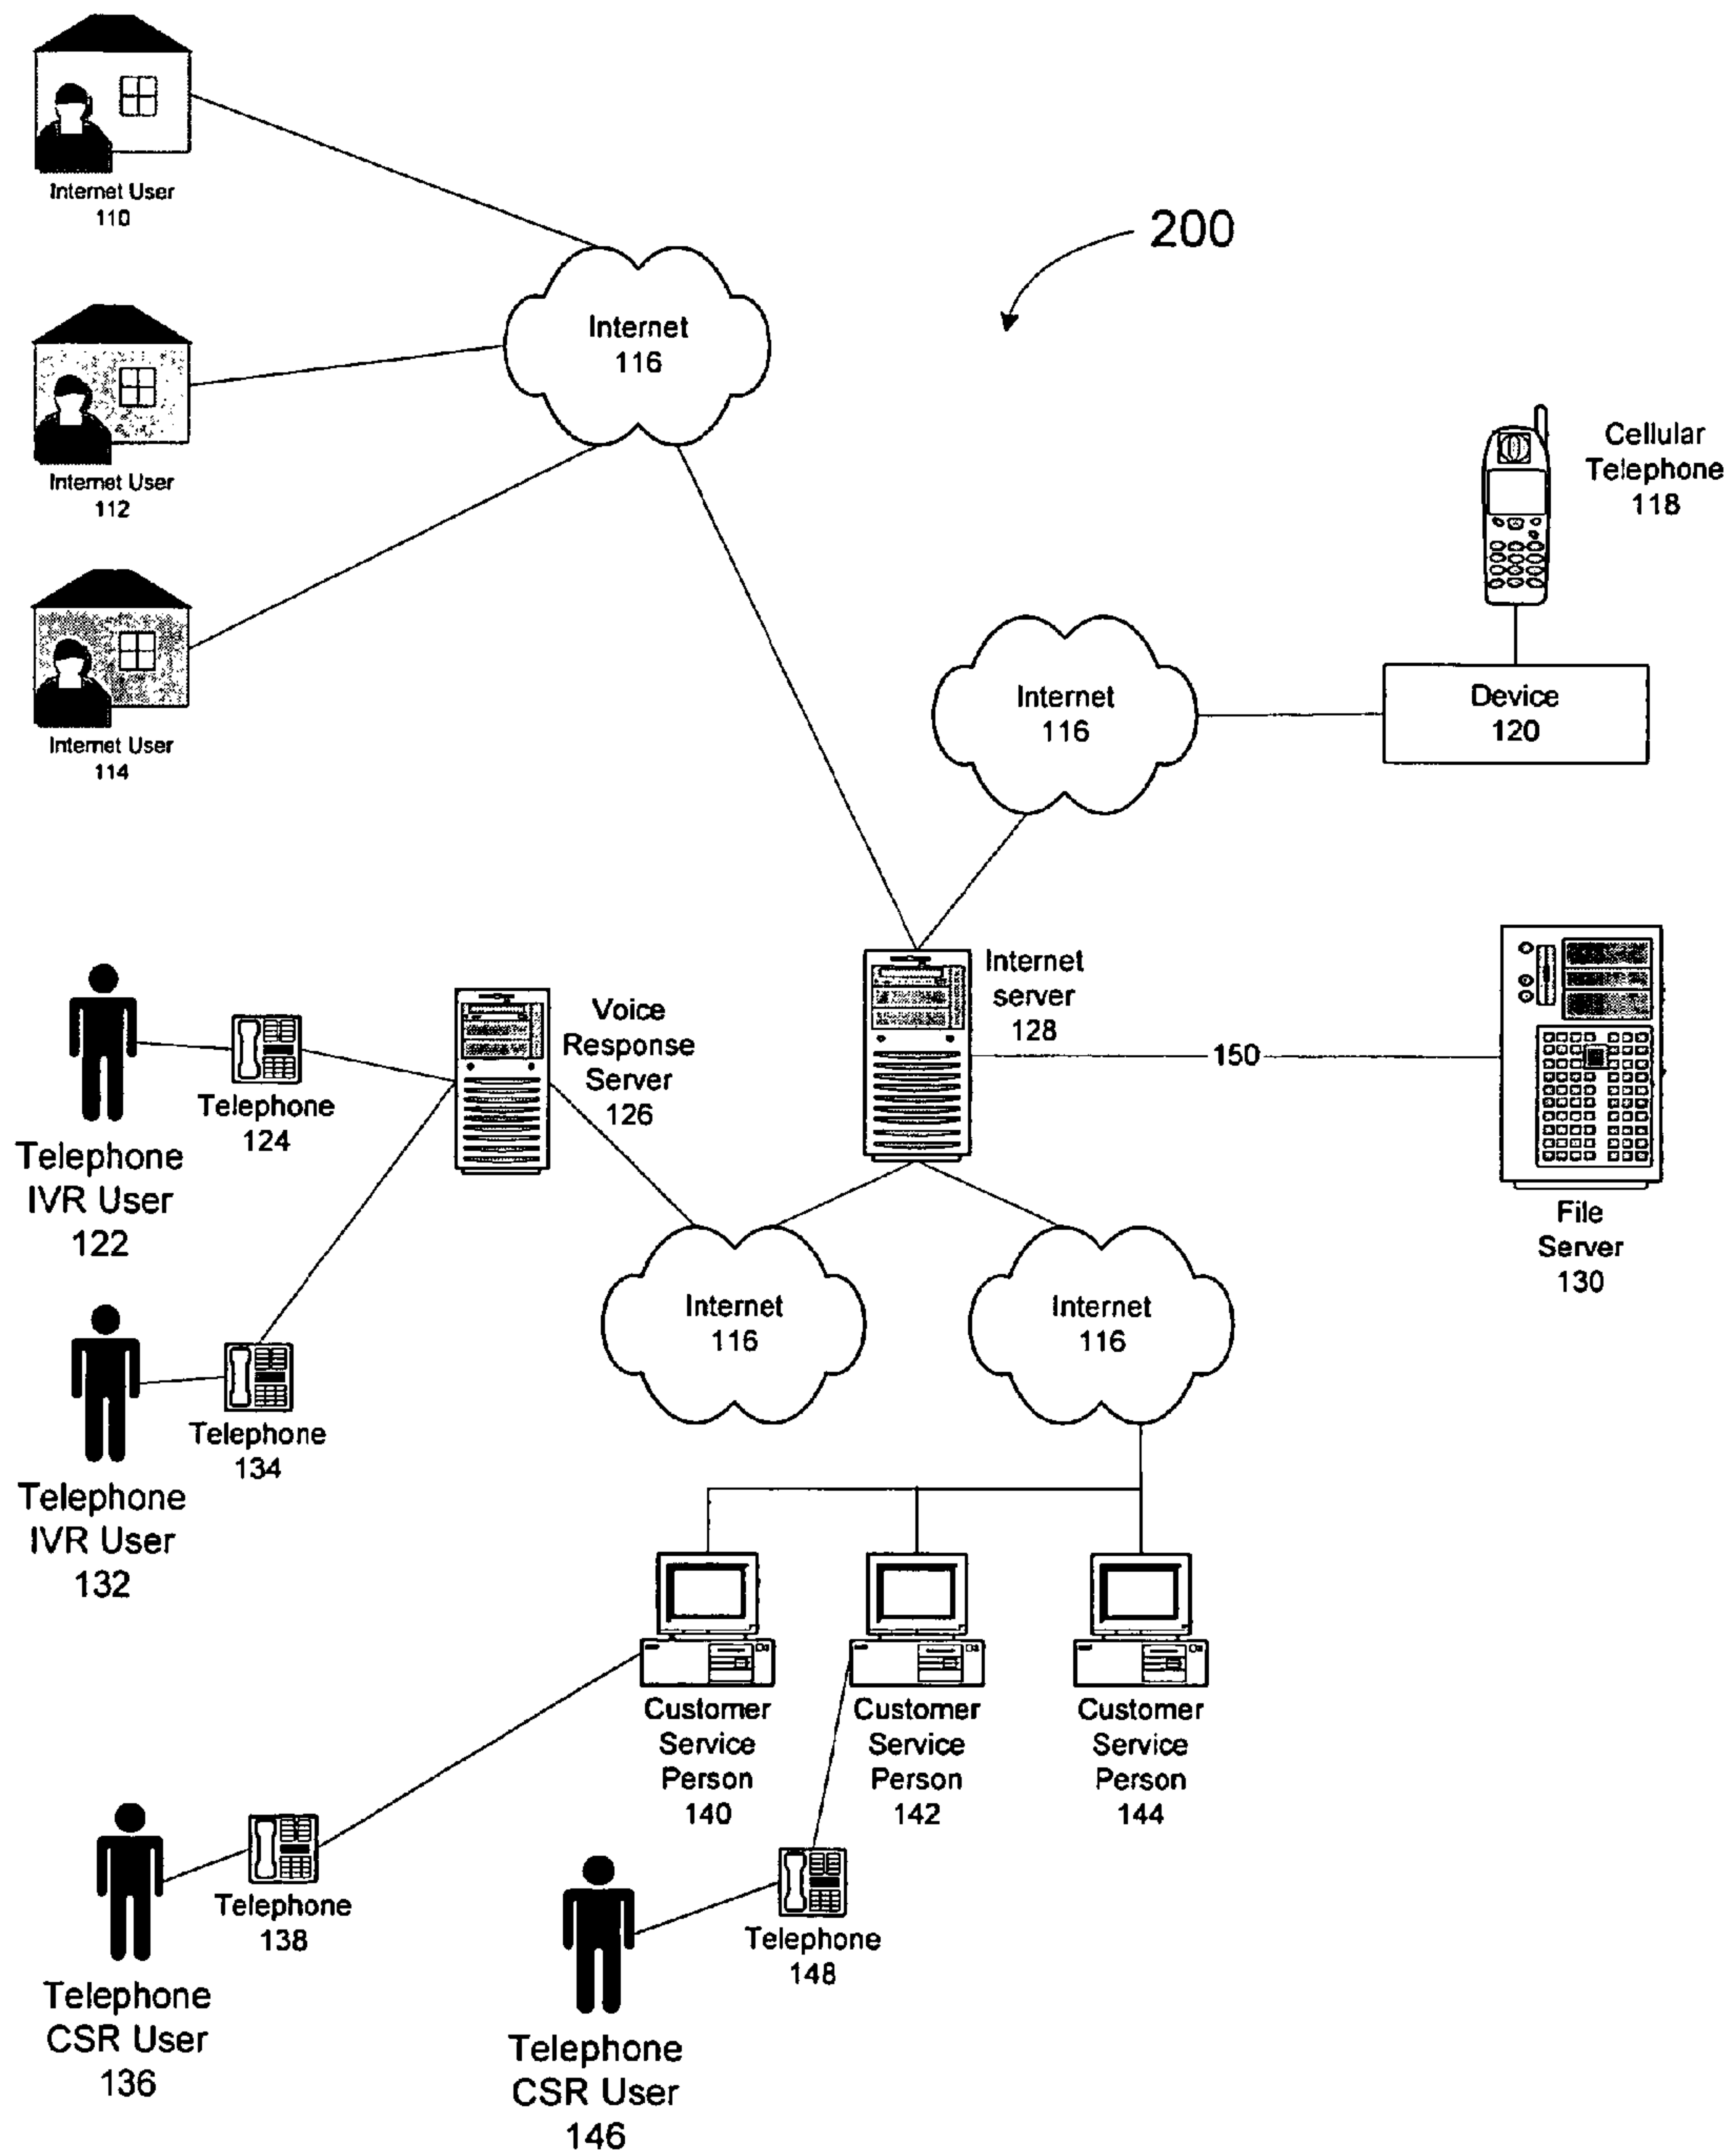 Internet User
110
200
Internet
116
Internet User
112
Cellular
Telephone
118
Internet User
114
Internet
116
Device
120
Internet
server
128
Voice
Response
Server
126
150
Telephone
124
Telephone
IVR User
122
File
Server
130
Internet
116
Internet
116
Telephone
134
Telephone
IVR User
132
Customer
Service
Person
140
Customer
Service
Person
142
Customer
Service
Person
144
Telephone
138
Telephone
148
Telephone
CSR User
136
Telephone
CSR User
146